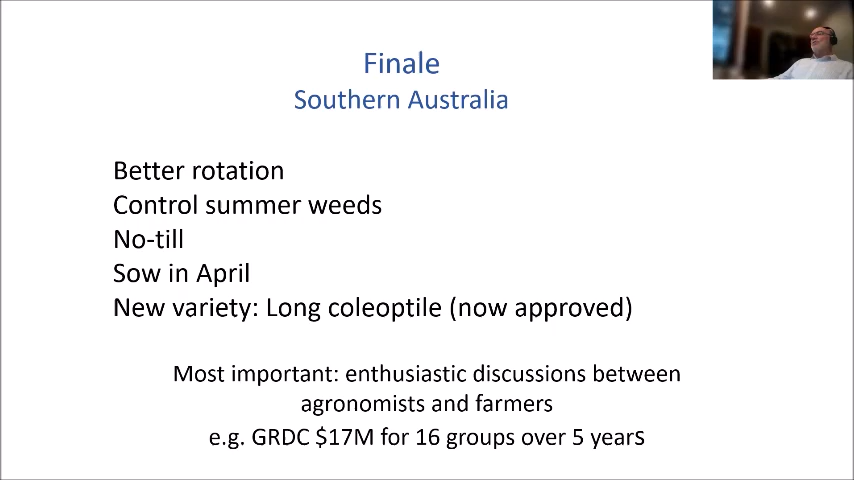 Finale
Southern Australia
Better rotation
Control summer weeds
No-till
Sow in April
New variety: Long coleoptile (now approved)
Most important: enthusiastic discussions between
agronomists and farmers
e.g. GRDC $17M for 16 groups over 5 years